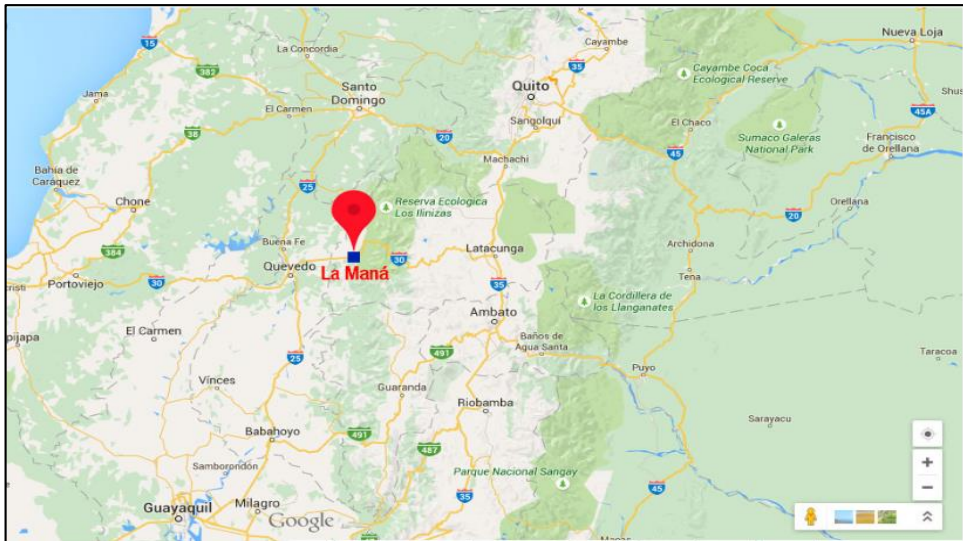 15
La Concordia
35
Cayambe
Nueva Loja
382
Cayambe Coca
Ecological Reserve
Jama
Santo
Domingo
Quito
El Carmen
Sangolquí
El Chaco
45A
38
20
Sumaco Galeras
National Park
Francisco
de Orellana
Machachi
45
Bahía de
Caráquez
25
Chone
Reserva Ecologica
Los Ilinizas
Orellana
20
384
Buena Fe
Latacunga
Archidona
Quevedo
30
La Maná
Portoviejo
30
Tena
35
La Cordillera de
los Llanganates
El Carmen
Ambato
ipijapa
Baños de
Agua Santa
25
491
Taracoa
Puyo
Vinces
Guaranda
Riobamba
Sarayacu
Babahoyo
491
487
Samborondón
Parque Nacional Sangay
45
35
Milagro
Guayaquil
Google